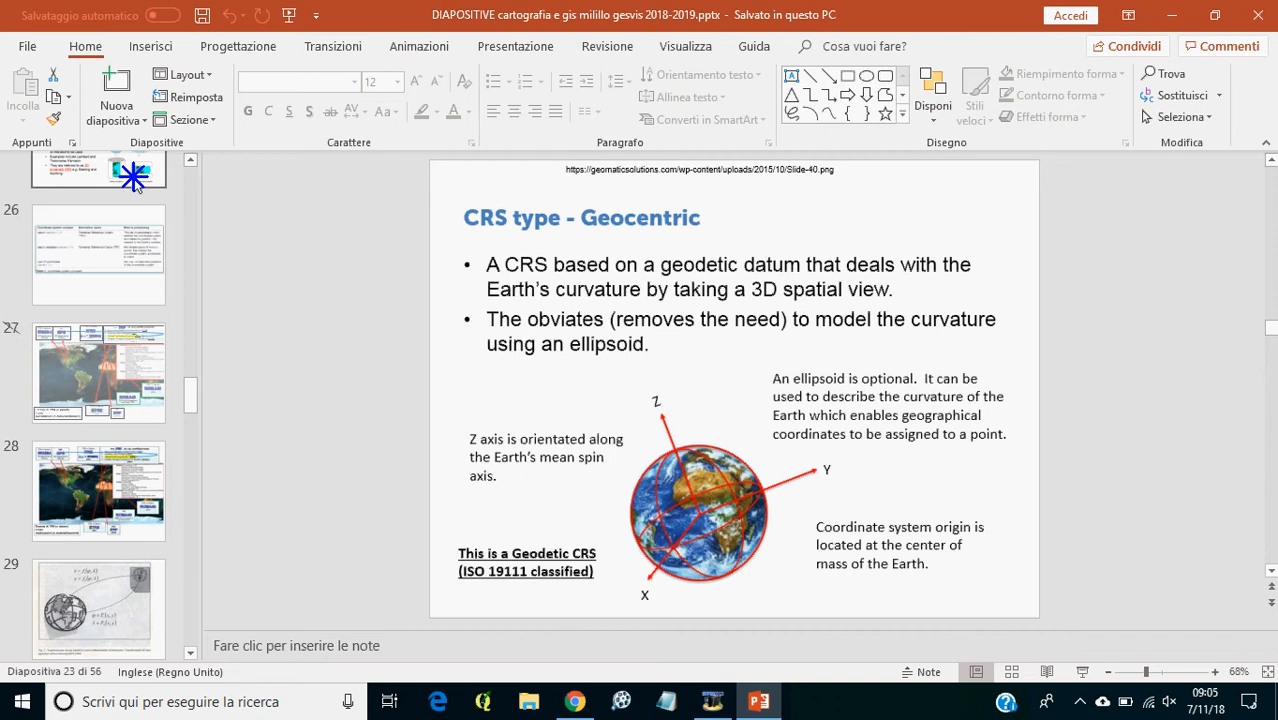 Salvataggio automatico
DIAPOSITIVE cartografia e gis milillo gesvis 2018-2019.pptx - Salvato in questo PC
Accedi
File Home Inserisci Progettazione Transizioni Animazioni Presentazione Revisione Visualizza Guida Cosa vuoi fare? Condividi Commenti
Incolla
Nuova diapositiva
Layout
Reimposta
Sezione
12
G C S S ab AV Aa A
Orientamento testo
Allinea testo
Converti in SmartArt
Disponi
Stili veloci
Riempimento forma
Contorno forma
Effetti forma
Trova
Sostituisci
Seleziona
Appunti Diapositive Carattere Paragrafo Disegno Modifica
26
27
28
29
https://geomaticsolutions.com/wp-content/uploads/2015/10/Slide-40.png
CRS type - Geocentric
• A CRS based on a geodetic datum that deals with the
Earth's curvature by taking a 3D spatial view.
• The obviates (removes the need) to model the curvature
using an ellipsoid.
An ellipsoid is optional. It can be
used to describe the curvature of the
Earth which enables geographical
coordinates to be assigned to a point.
Z
Z axis is orientated along
the Earth's mean spin
axis.
Y
Coordinate system origin is
located at the center of
mass of the Earth.
This is a Geodetic CRS
(ISO 19111 classified)
X
Fare clic per inserire le note
Diapositiva 23 di 56 Inglese (Regno Unito) Note 68%
Scrivi qui per eseguire la ricerca
09:05
7/11/18